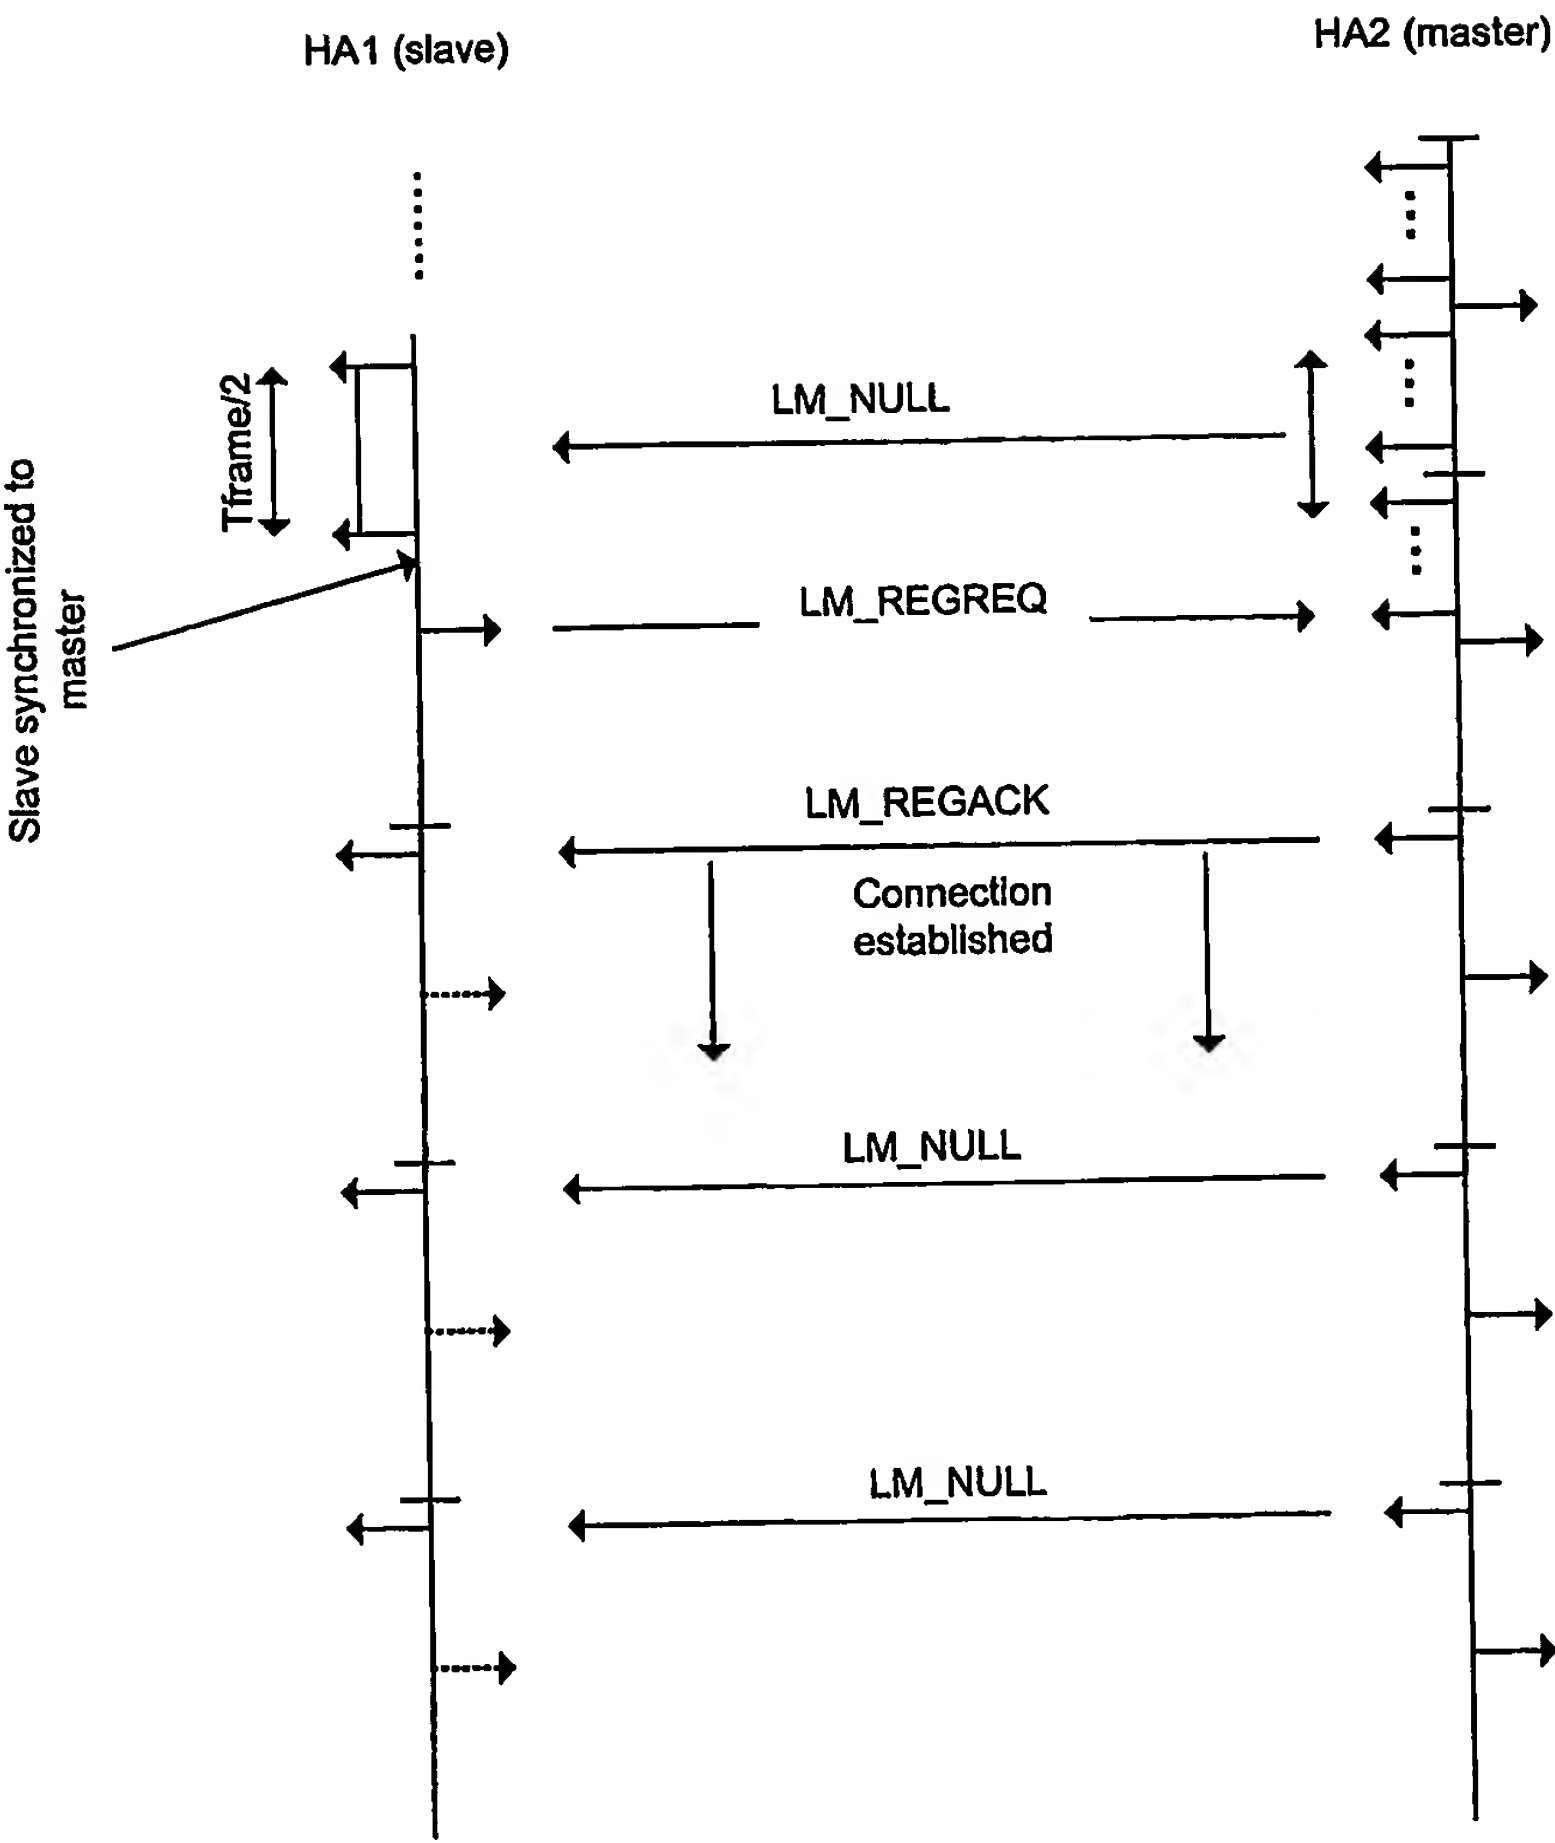 HA1 (slave)
HA2 (master)
Tframe/2
LM_NULL
Slave synchronized to
master
LM_REGREQ
LM_REGACK
Connection
established
LM_NULL
LM_NULL